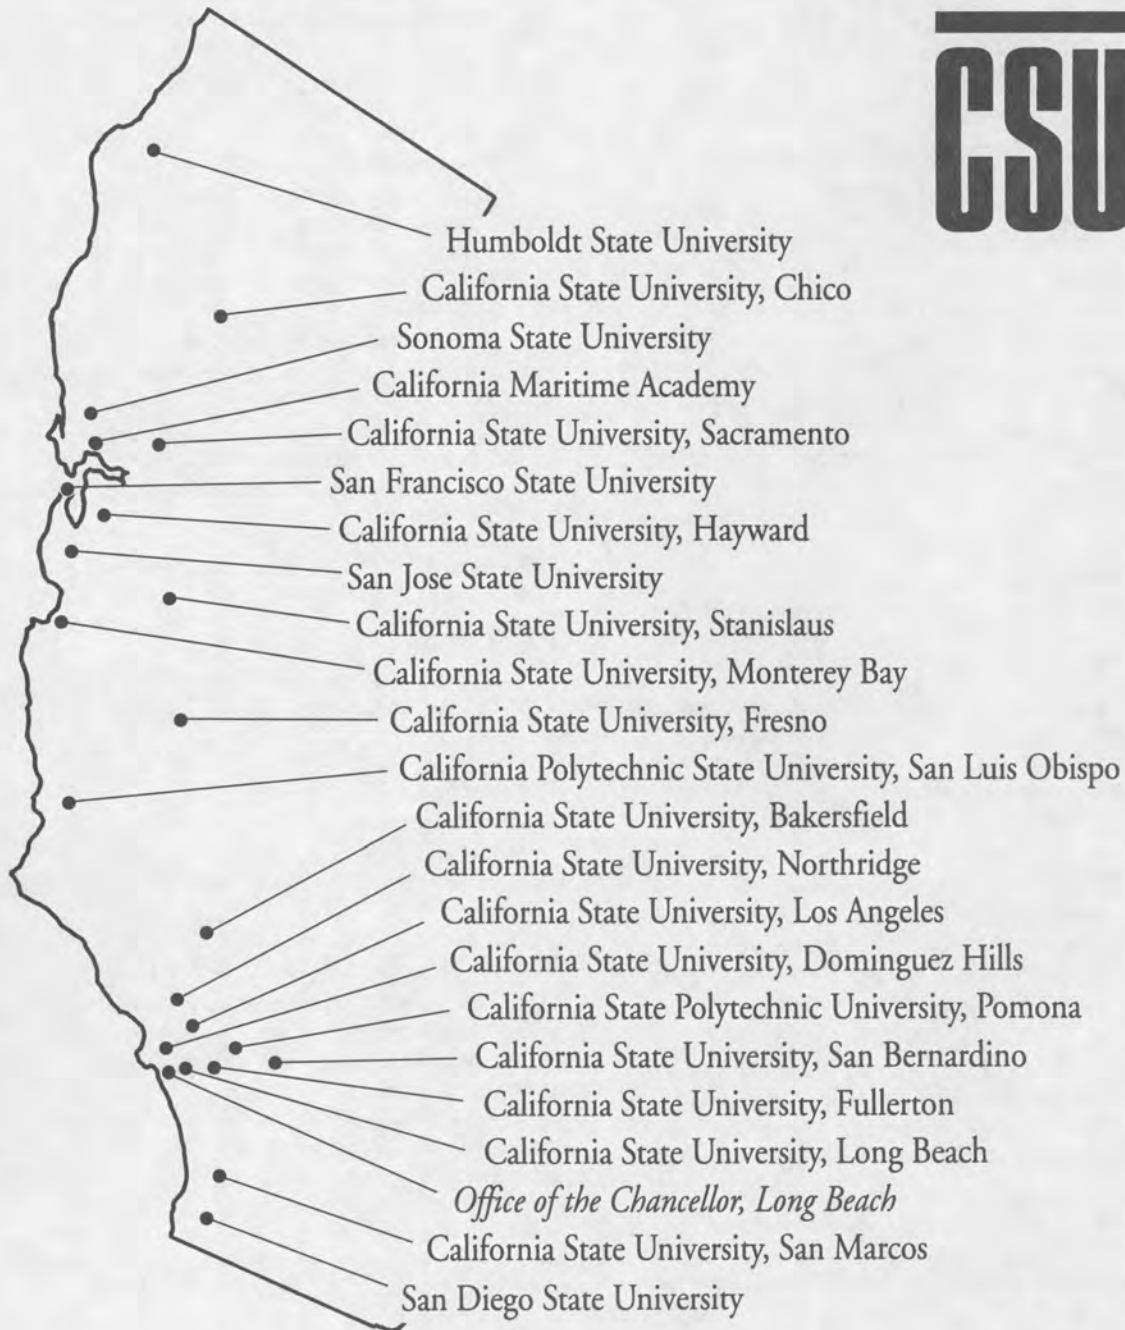 CSU
Humboldt State University
California State University, Chico
Sonoma State University
California Maritime Academy
California State University, Sacramento
San Francisco State University
California State University, Hayward
San Jose State University
California State University, Stanislaus
California State University, Monterey Bay
California State University, Fresno
California Polytechnic State University, San Luis Obispo
California State University, Bakersfield
California State University, Northridge
California State University, Los Angeles
California State University, Dominguez Hills
California State Polytechnic University, Pomona
California State University, San Bernardino
California State University, Fullerton
California State University, Long Beach
Office of the Chancellor, Long Beach
California State University, San Marcos
San Diego State University